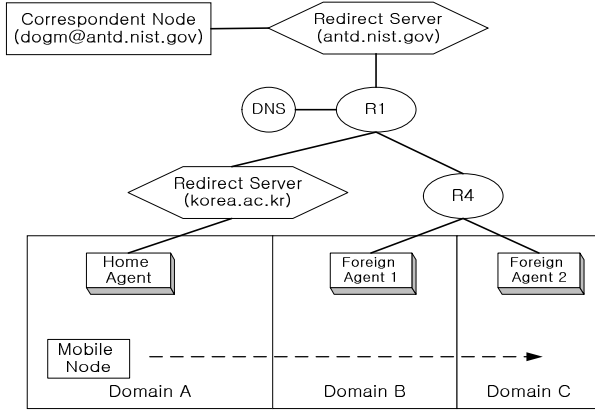 Correspondent Node
(dogm@antd.nist.gov)
Redirect Server
(antd.nist.gov)
DNS
R1
Redirect Server
(korea.ac.kr)
R4
Home
Agent
Foreign
Agent 1
Foreign
Agent 2
Mobile
Node
Domain A
Domain B
Domain C